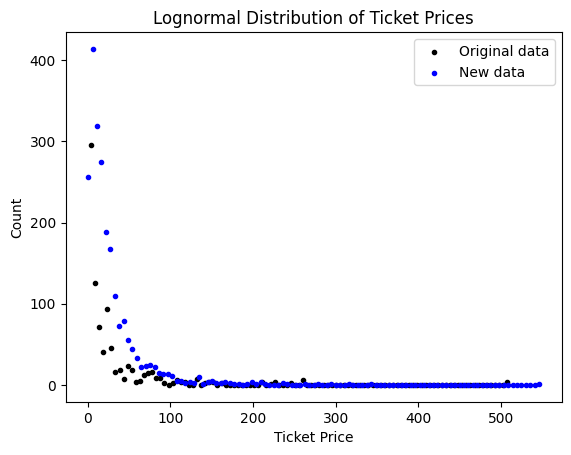 Lognormal Distribution of Ticket Prices
Original data
New data
400
300
200
100
0
Count
0 100 200 300 400 500
Ticket Price